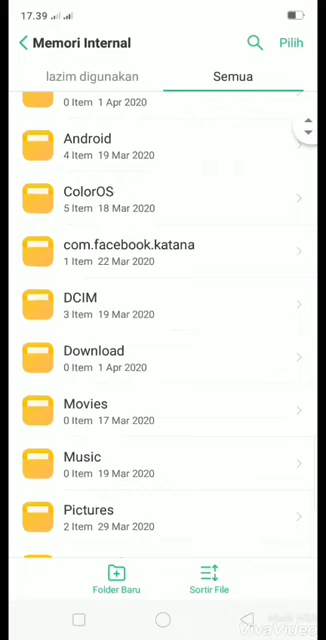 17.39
Memori Internal
Pilih
lazim digunakan
Semua
0 Item 1 Apr 2020
Android
4 Item 19 Mar 2020
ColorOS
5 Item 18 Mar 2020
com.facebook.katana
1 Item 22 Mar 2020
DCIM
3 Item 19 Mar 2020
Download
0 Item 1 Apr 2020
Movies
0 Item 17 Mar 2020
Music
0 Item 19 Mar 2020
Pictures
2 Item 29 Mar 2020
Folder Baru
Sortir File
VivaVideo